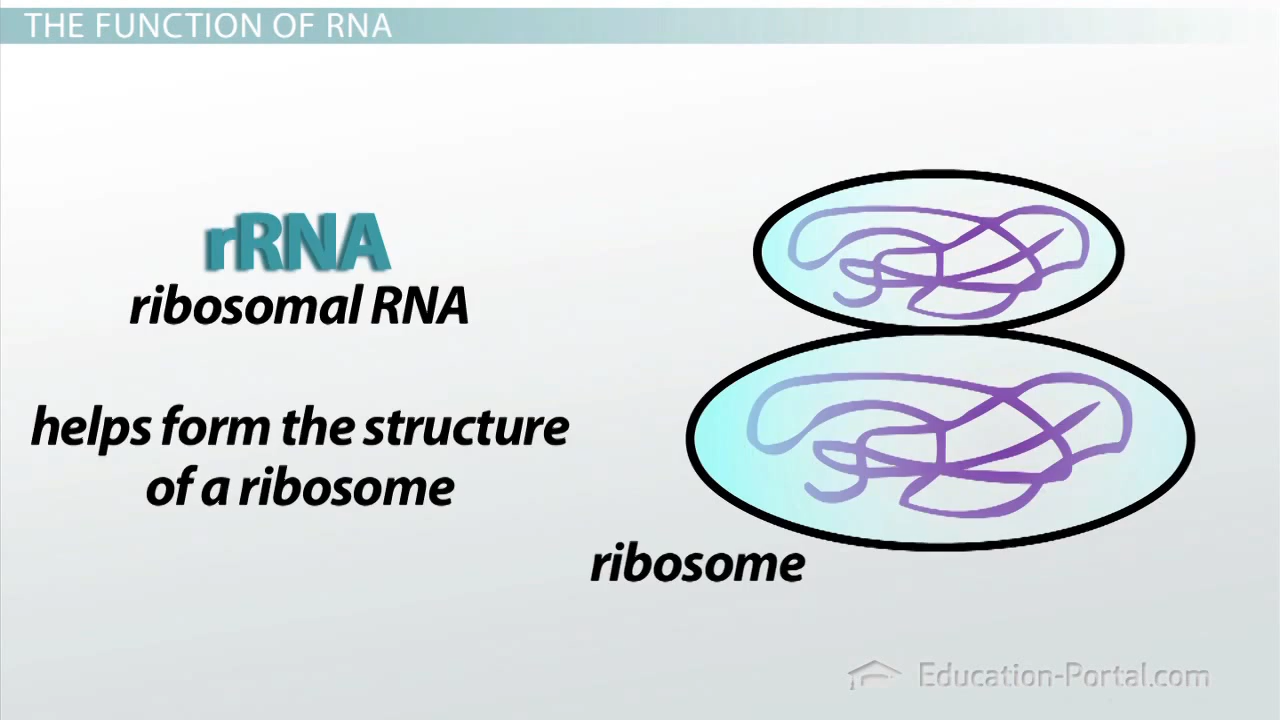 THE FUNCTION OF RNA
rRNA
ribosomal RNA
helps form the structure
of a ribosome
ribosome
Education-Portal.com